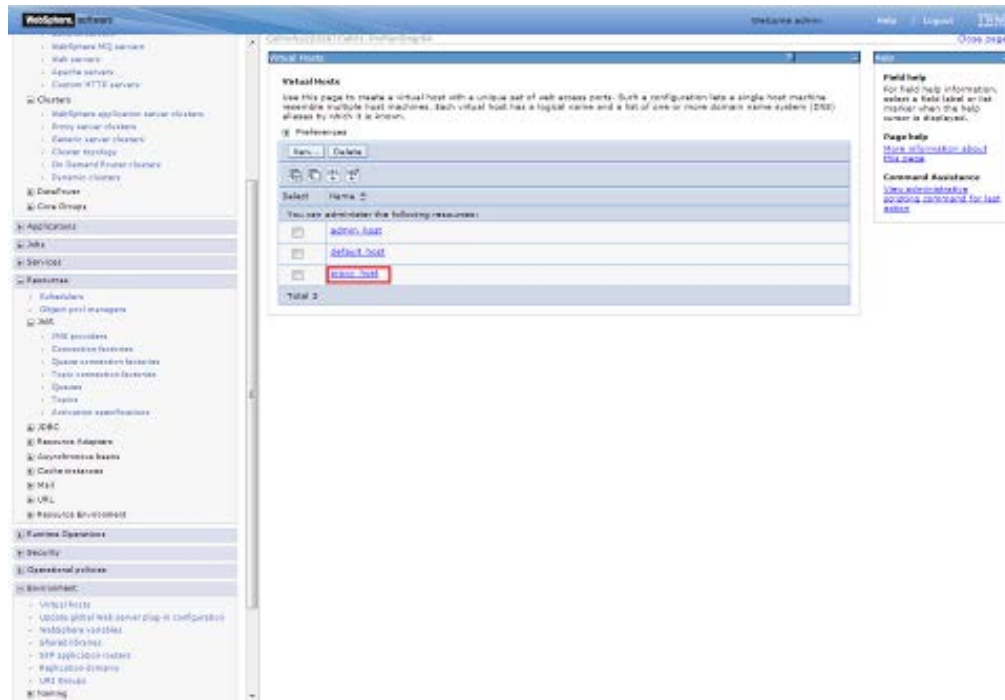 WebSphere. software
Welcome admin
Help | Logout
IBM
Close page
WebSphere MQ servers
Web servers
Apache servers
Custom HTTP servers
Clusters
WebSphere application server clusters
Proxy server clusters
Generic server clusters
Cluster topology
On Demand Router clusters
Dynamic clusters
DataPower
Core Groups
Applications
Jobs
Services
Resources
Schedulers
Object pool managers
JMS
JMS providers
Connection factories
Queue connection factories
Topic connection factories
Queues
Topics
Activation specifications
JDBC
Resource Adapters
Asynchronous beans
Cache instances
Mail
URL
Resource Environment
Runtime Operations
Security
Operational policies
Environment
Virtual hosts
Update global Web server plug-in configuration
WebSphere variables
Shared libraries
SIP application routers
Replication domains
URI Groups
Naming
Virtual Hosts
?
Virtual Hosts
Use this page to create a virtual host with a unique set of web access ports. Such a configuration lets a single host machine
resemble multiple host machines. Each virtual host has a logical name and a list of one or more domain name system (DNS)
aliases by which it is known.
Preferences
New...
Delete
Select
Name
You can administer the following resources:
admin_host
default_host
proxy_host
Total 3
Help
Field help
For field help information,
select a field label or list
marker when the help
cursor is displayed.
Page help
More information about
this page
Command Assistance
View administrative
scripting command for last
action